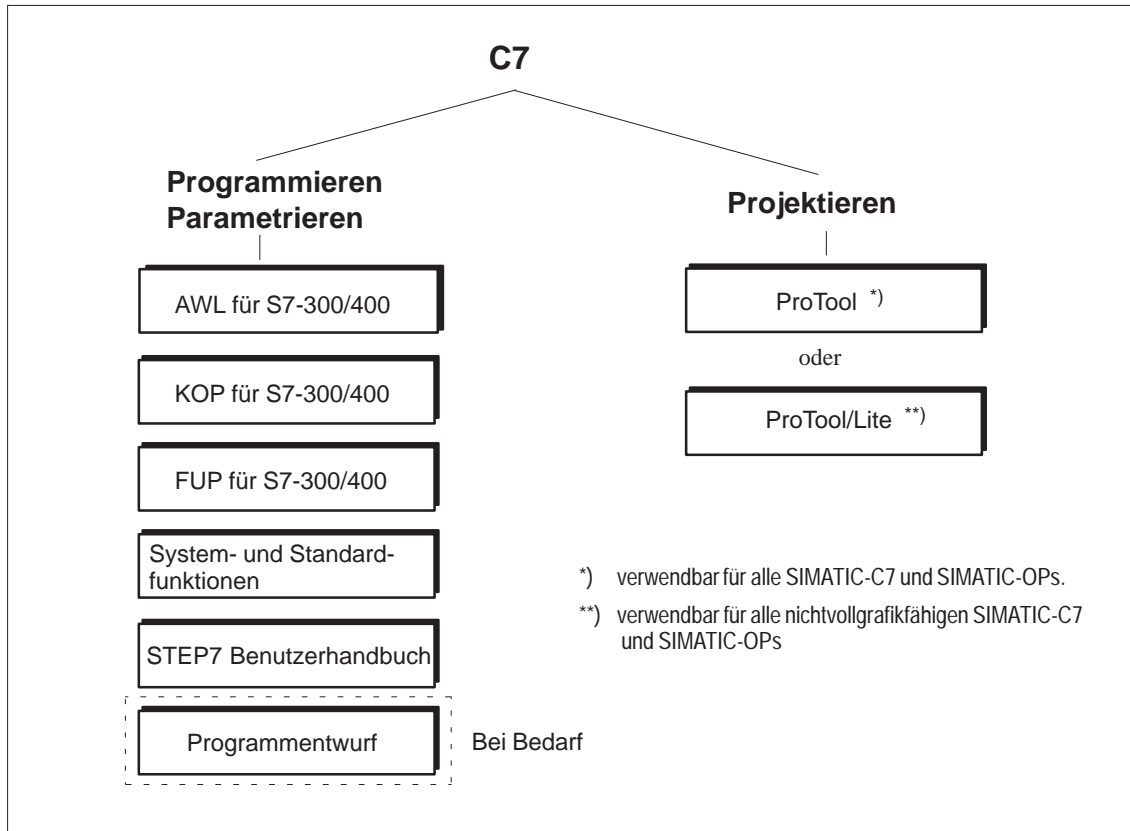 C7
Programmieren
Parametrieren
AWL für S7-300/400
KOP für S7-300/400
FUP für S7-300/400
System- und Standard-
funktionen
STEP7 Benutzerhandbuch
Programmentwurf
Bei Bedarf
Projektieren
ProTool *)
oder
ProTool/Lite **)
*) verwendbar für alle SIMATIC-C7 und SIMATIC-OPs.
**) verwendbar für alle nichtvollgrafikfähigen SIMATIC-C7
und SIMATIC-OPs